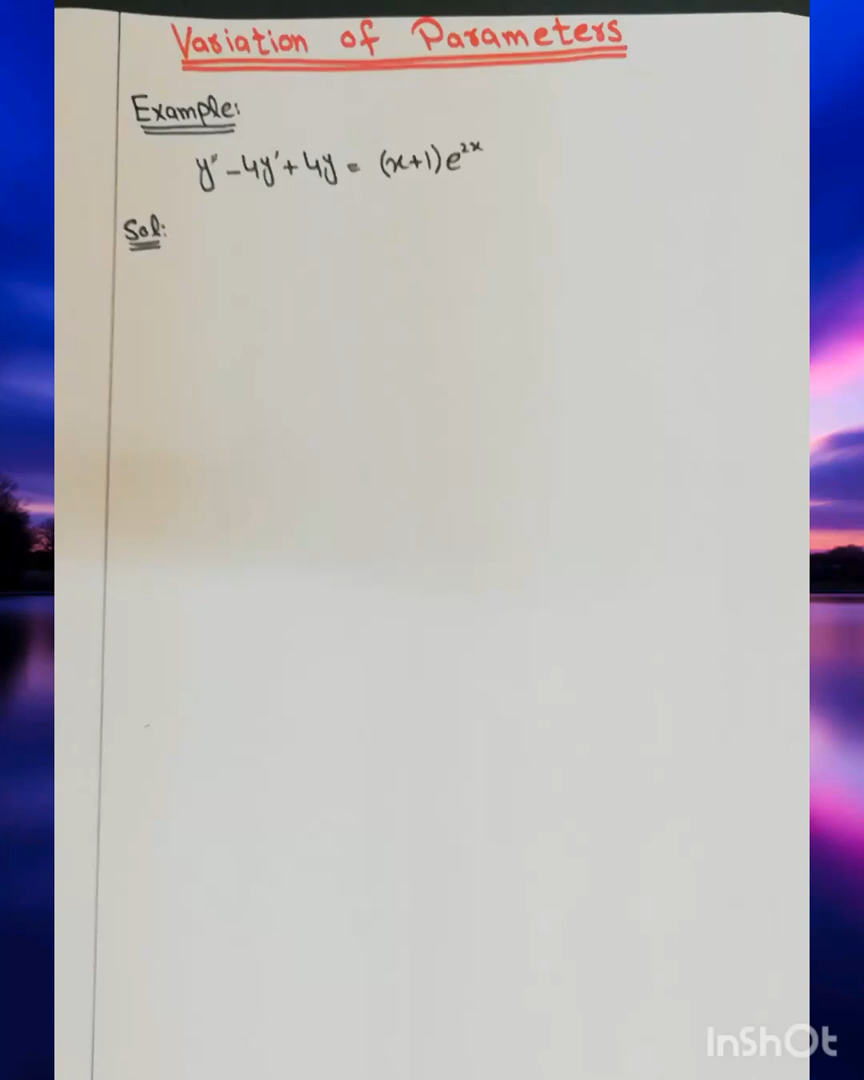 Variation of Parameters
Example:
y" - 4y' + 4y = (x+1)e^{2x}
Sol:
InShOt